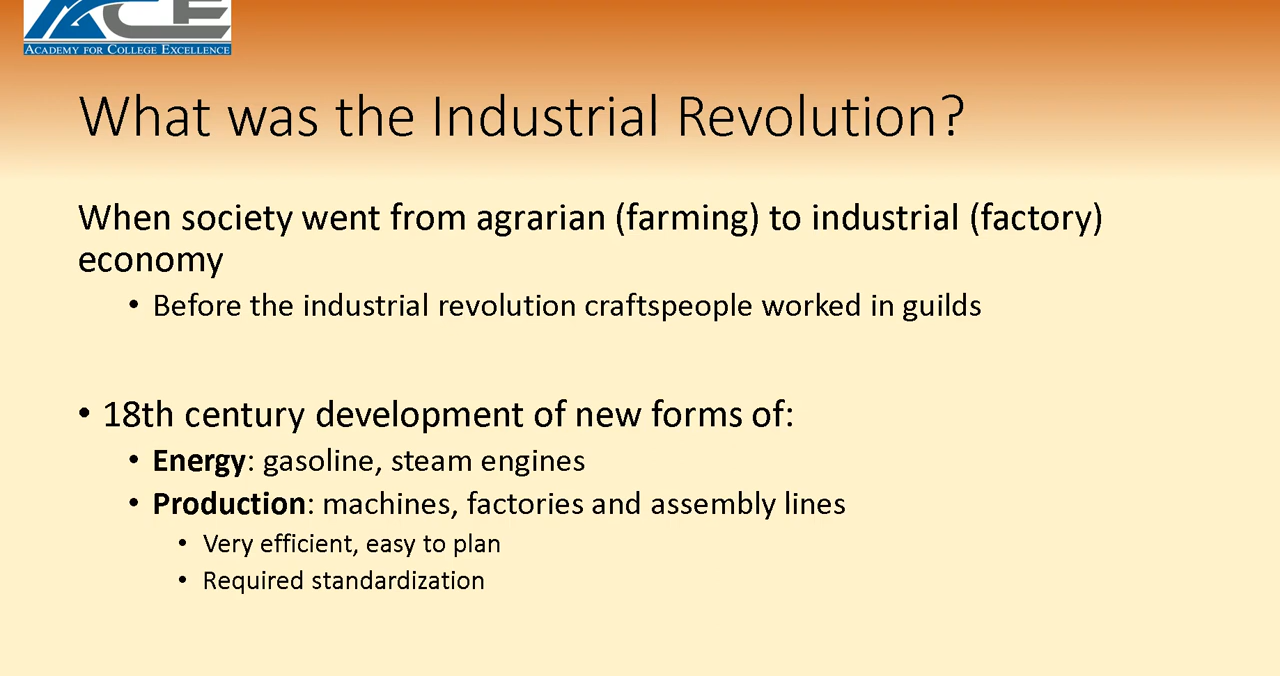 ACE
ACADEMY FOR COLLEGE EXCELLENCE
What was the Industrial Revolution?
When society went from agrarian (farming) to industrial (factory)
economy
• Before the industrial revolution craftspeople worked in guilds
• 18th century development of new forms of:
• Energy: gasoline, steam engines
• Production: machines, factories and assembly lines
• Very efficient, easy to plan
• Required standardization